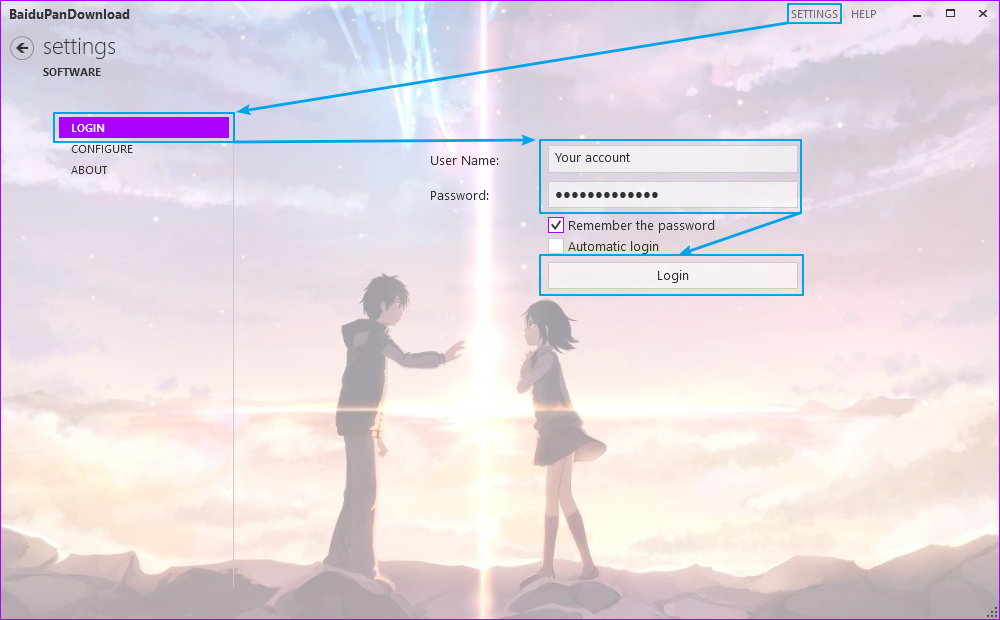 BaiduPanDownload
SETTINGS | HELP
settings
SOFTWARE
LOGIN
CONFIGURE
ABOUT
User Name: Your account
Password: •••••••••••••
Remember the password
Automatic login
Login